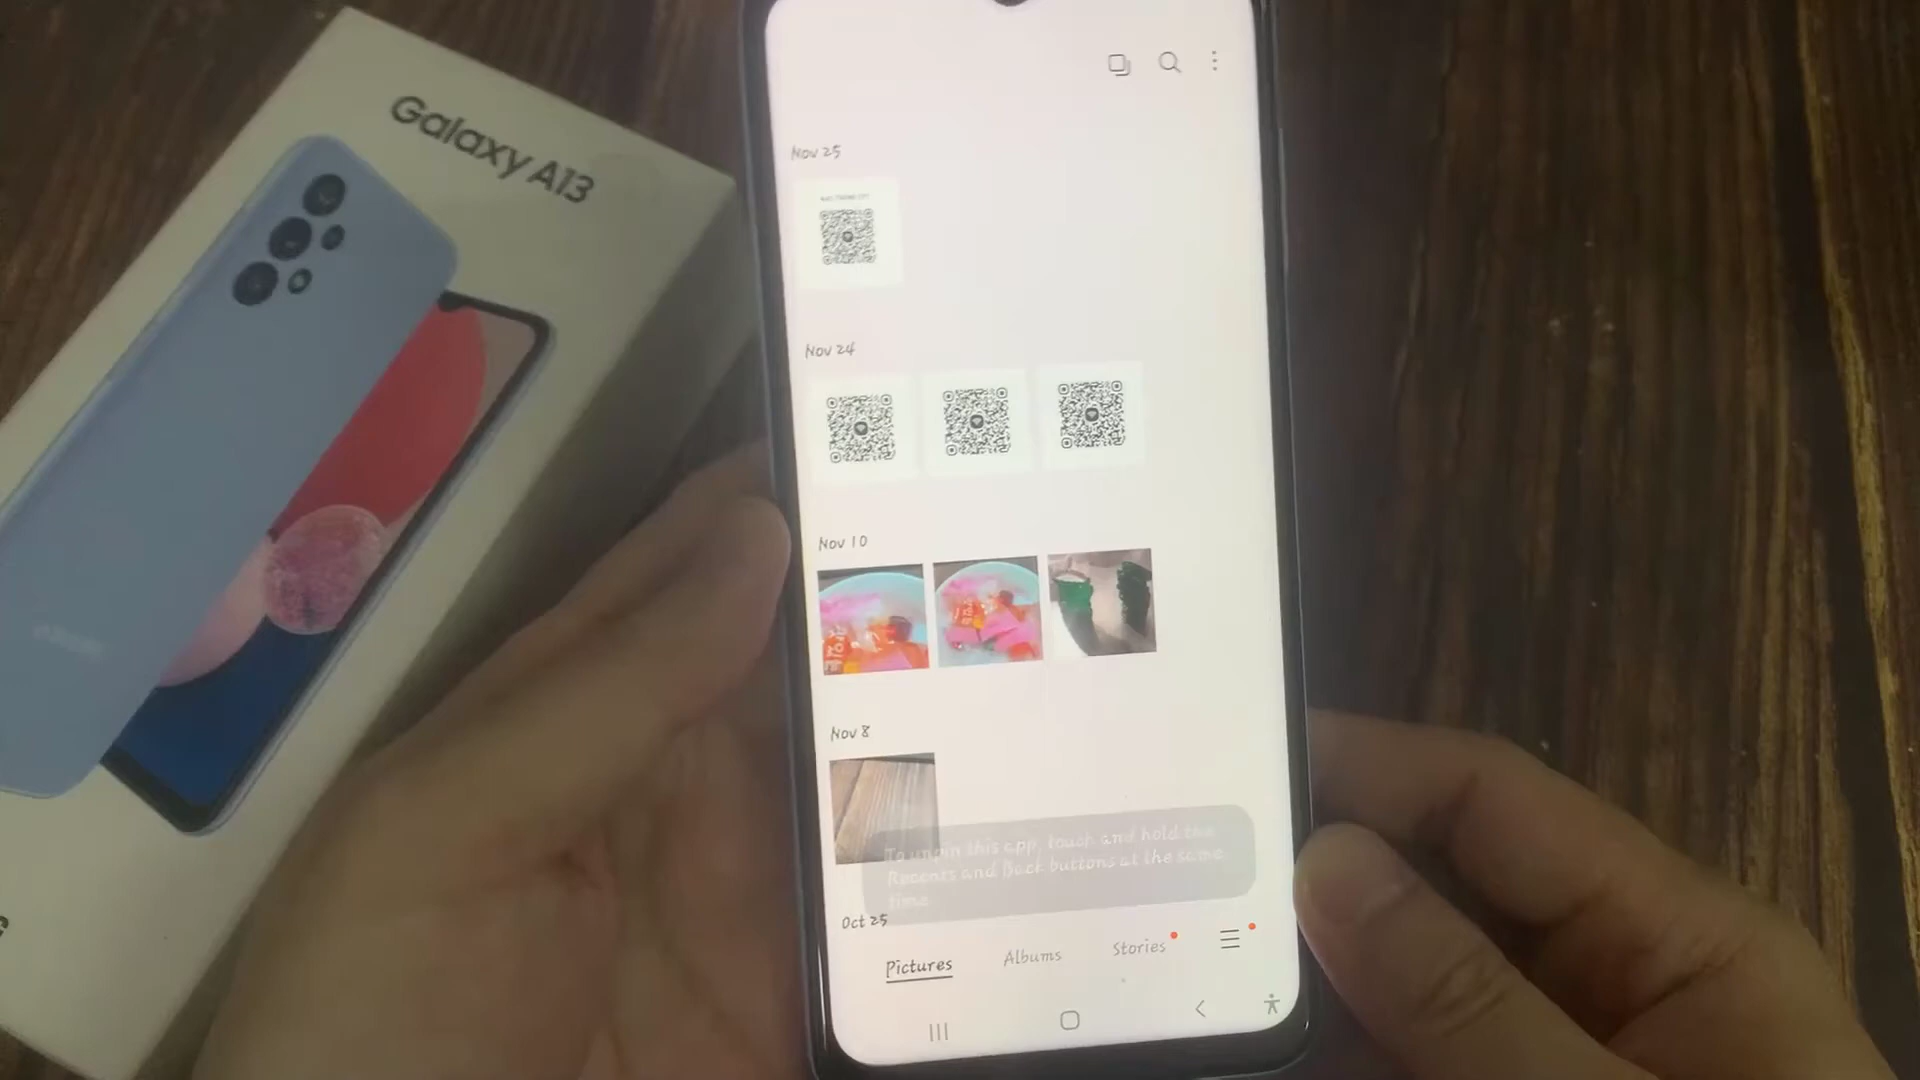 Galaxy A13
Nov 25
Nov 24
Nov 10
Nov 8
To unpin this app, touch and hold the
Recents and Back buttons at the same
time.
Oct 25
Pictures
Albums
Stories